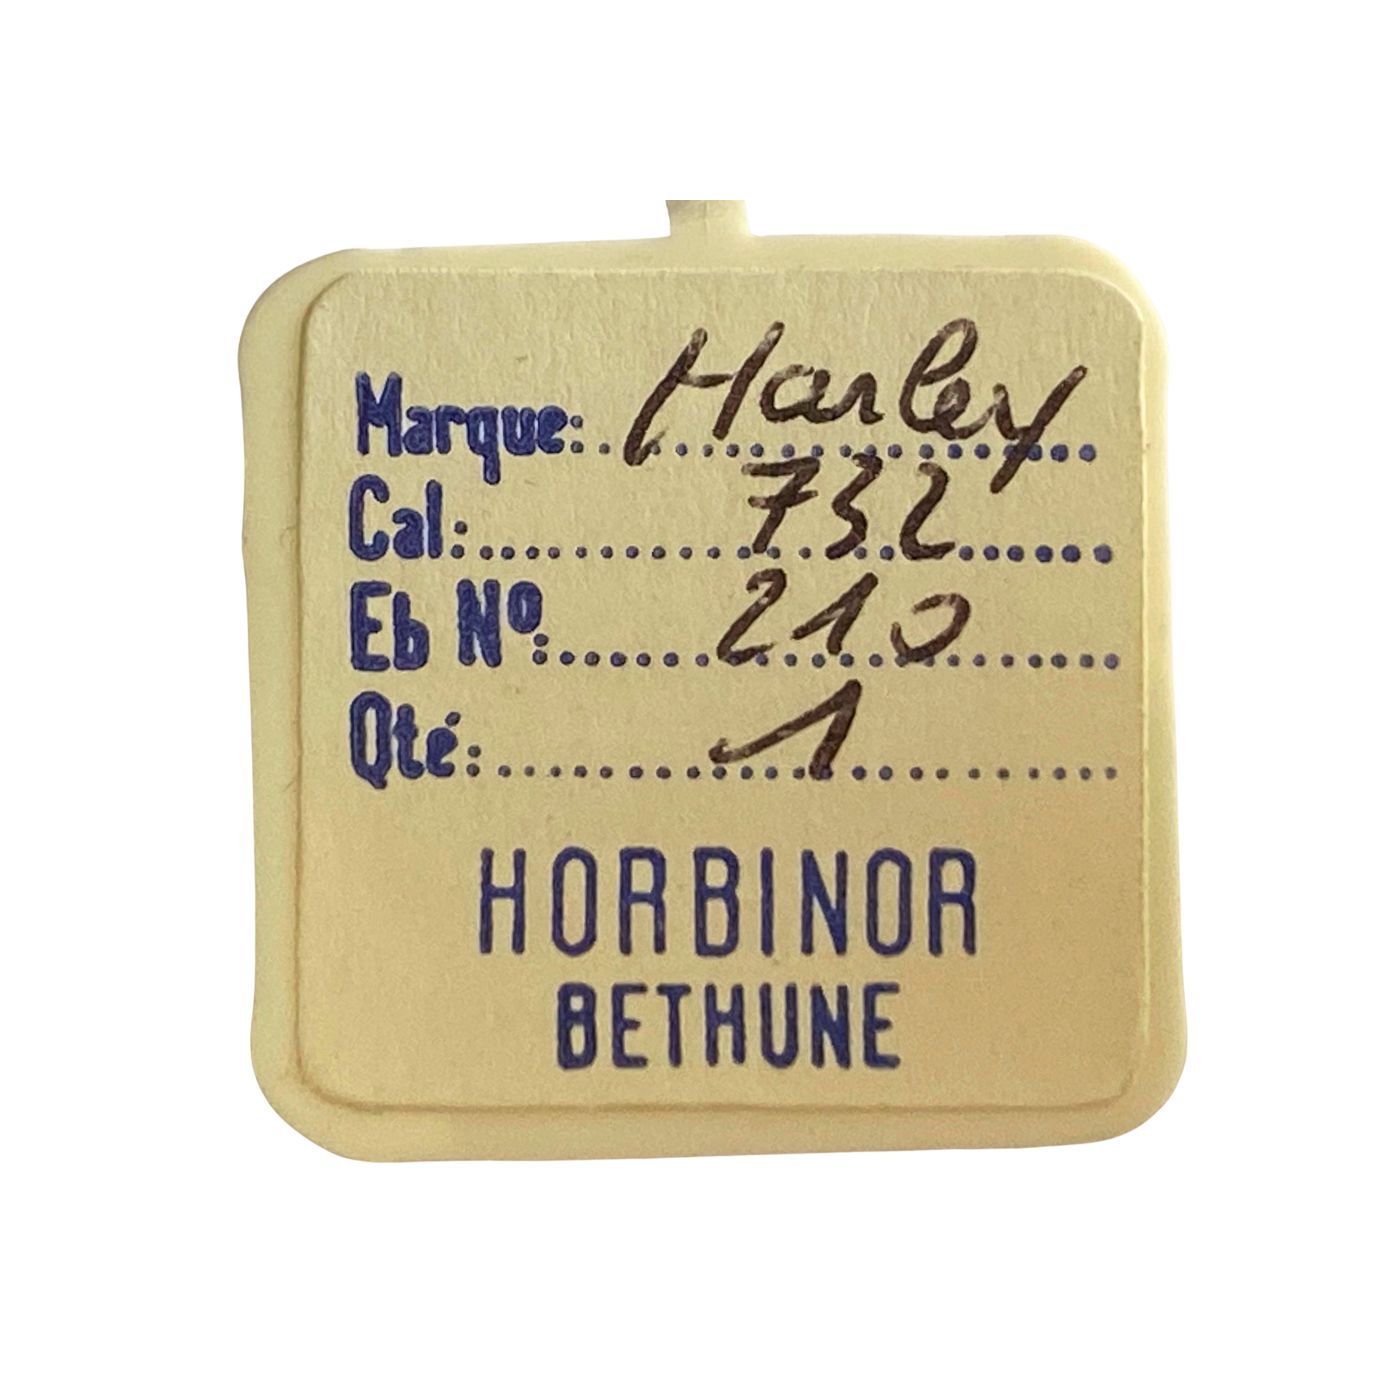 Marque: Harley
Cal: 732
Eb Nº: 210
Qté: 1
HORBINOR
BETHUNE